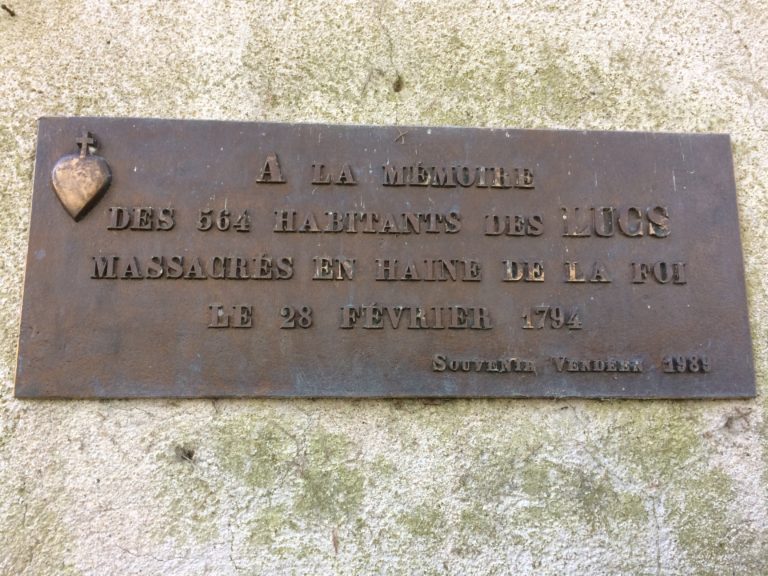 A LA MÉMOIRE
DES 564 HABITANTS DES LUCS
MASSACRÉS EN HAINE DE LA FOI
LE 28 FÉVRIER 1794
SOUVENIR VENDÉEN 1989